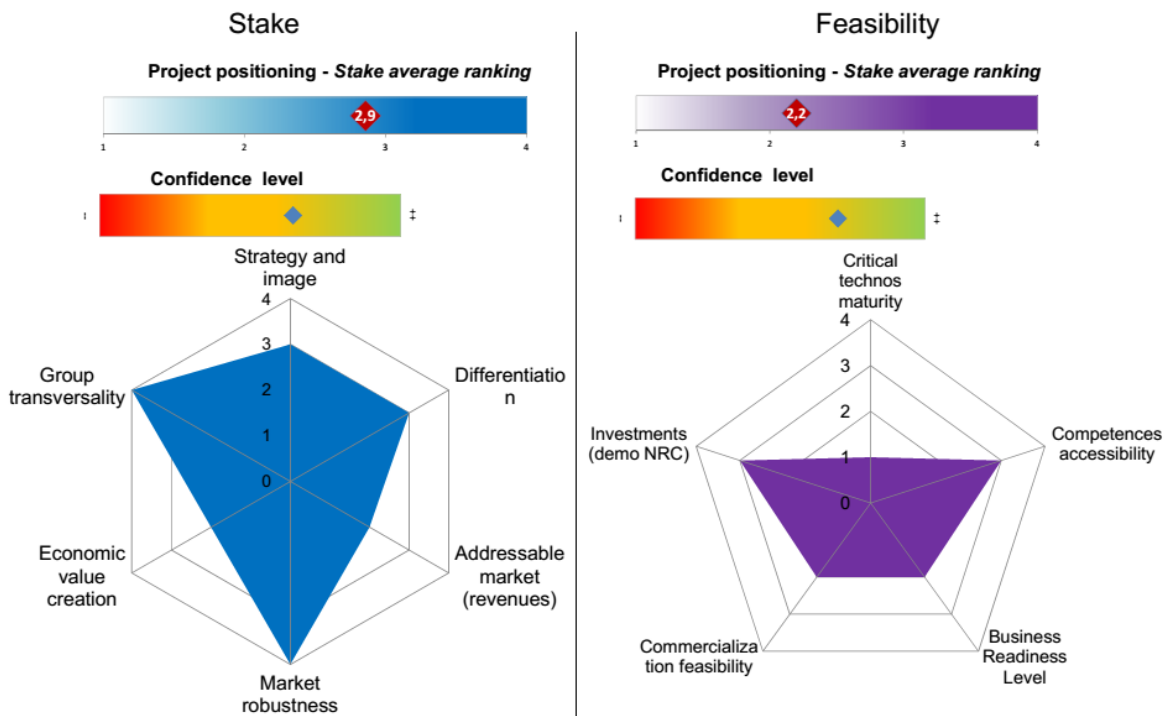 Stake
Project positioning - Stake average ranking
2,9
1
2
3
4
Confidence level
‡
Strategy and
image
4
3
2
1
0
Differentiatio
n
Addressable
market
(revenues)
Market
robustness
Economic
value
creation
Group
transversality
Feasibility
Project positioning - Stake average ranking
2,2
1
2
3
4
Confidence level
‡
Critical
technos
maturity
4
3
2
1
0
Competences
accessibility
Business
Readiness
Level
Commercializa
tion feasibility
Investments
(demo NRC)